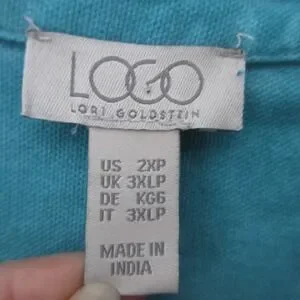 LOGO
LORI GOLDSTEIN
US 2XP
UK 3XLP
DE KG6
IT 3XLP
MADE IN
INDIA